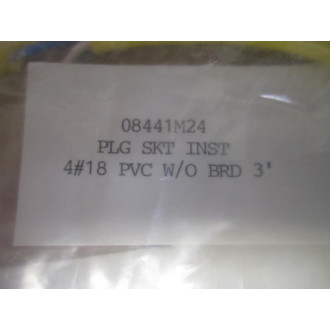 08441M24
PLG SKT INST
4#18 PVC W/O BRD 3'